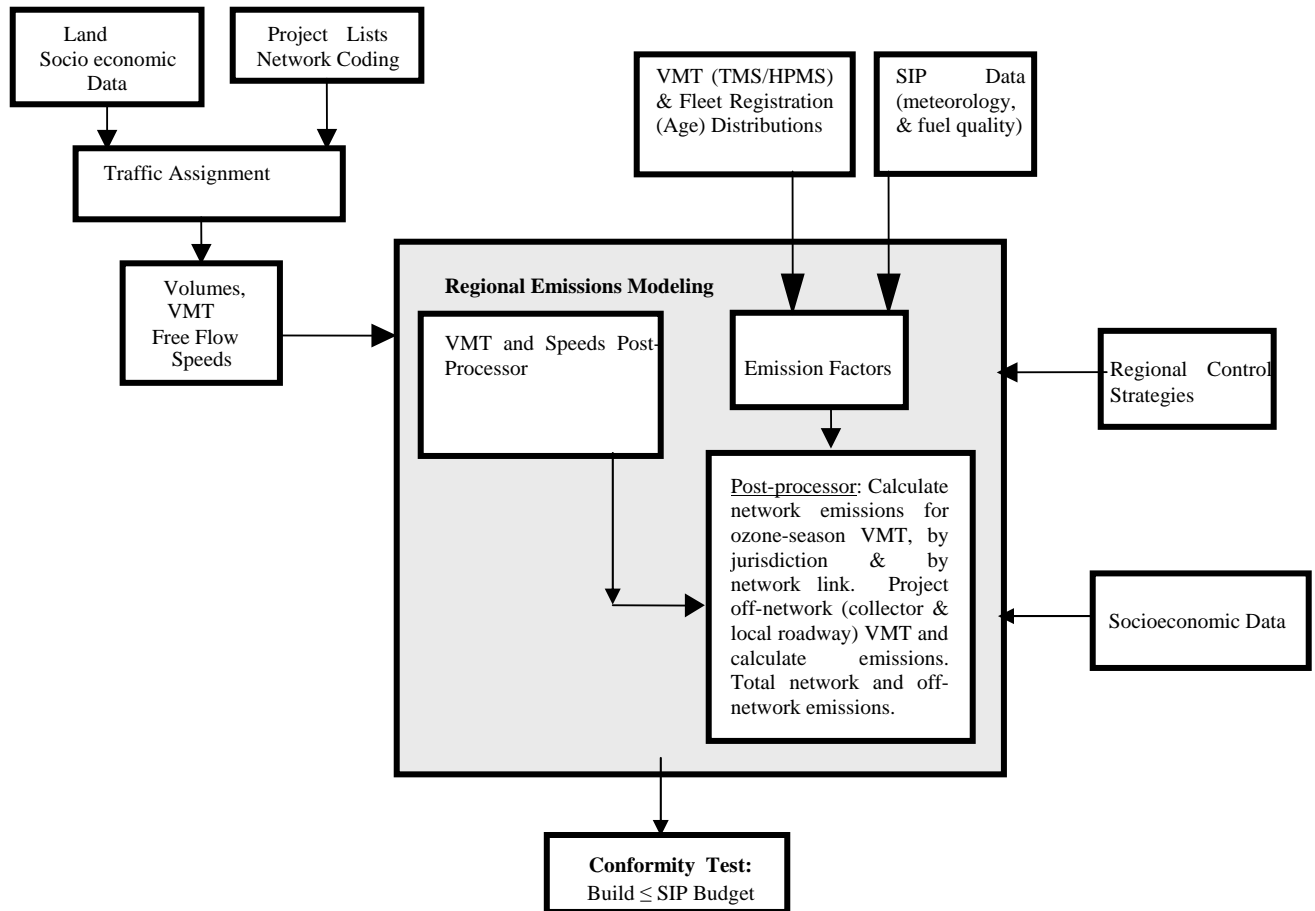 Land
Socio economic
Data
Project Lists
Network Coding
VMT (TMS/HPMS)
& Fleet Registration
(Age) Distributions
SIP Data
(meteorology,
& fuel quality)
Traffic Assignment
Volumes,
VMT
Free Flow
Speeds
Regional Emissions Modeling
VMT and Speeds Post-
Processor
Emission Factors
Regional Control
Strategies
Post-processor: Calculate
network emissions for
ozone-season VMT, by
jurisdiction & by
network link. Project
off-network (collector &
local roadway) VMT and
calculate emissions.
Total network and off-
network emissions.
Socioeconomic Data
Conformity Test:
Build ≤ SIP Budget